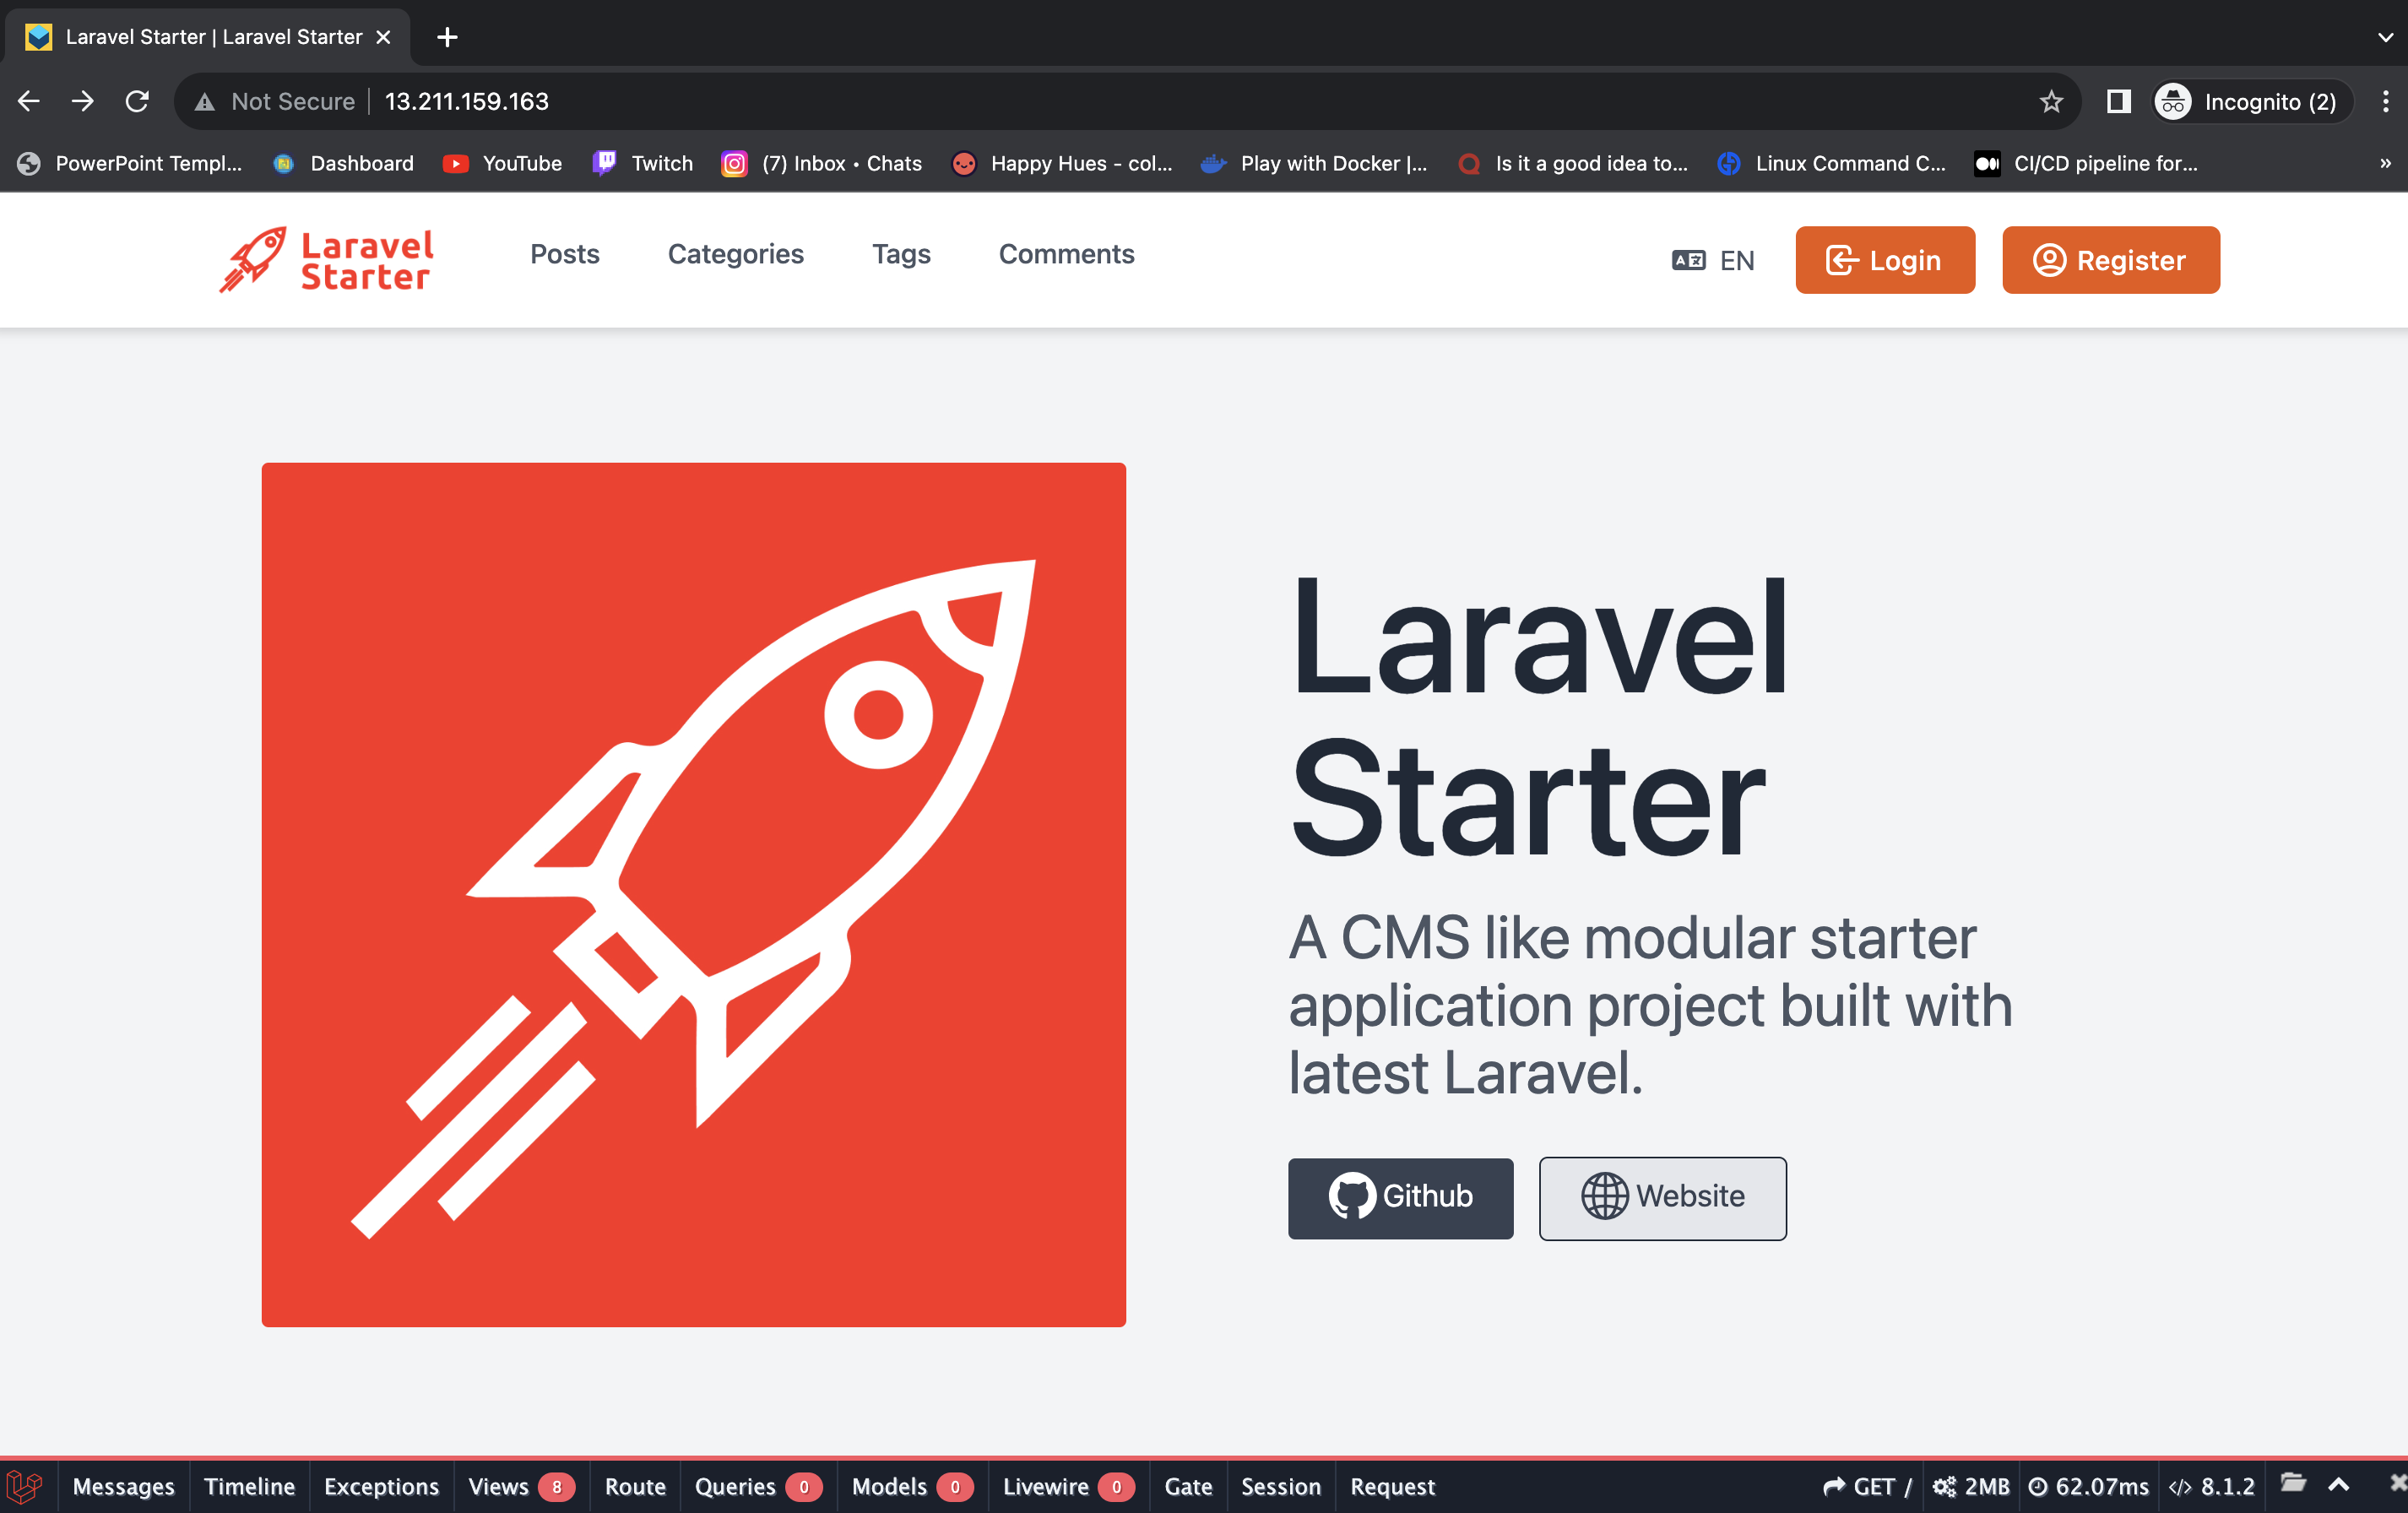 Laravel Starter | Laravel Starter
Not Secure | 13.211.159.163
Incognito (2)
PowerPoint Templ... Dashboard YouTube Twitch (7) Inbox • Chats Happy Hues - col... Play with Docker |... Is it a good idea to... Linux Command C... CI/CD pipeline for... »
Laravel
Starter
Posts Categories Tags Comments EN Login Register
Laravel
Starter
A CMS like modular starter
application project built with
latest Laravel.
Github Website
Messages Timeline Exceptions Views 8 Route Queries 0 Models 0 Livewire 0 Gate Session Request GET / 2MB 62.07ms 8.1.2